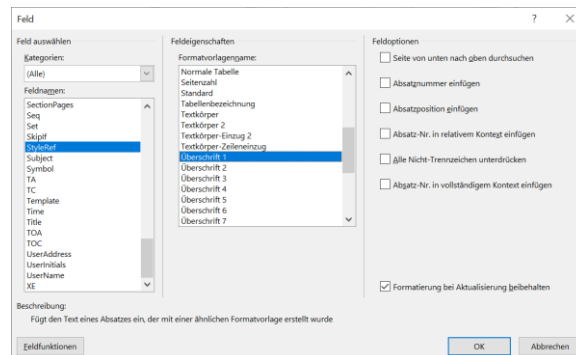 Feld
? ×
Feld auswählen
Kategorien:
(Alle)
Feldnamen:
SectionPages
Seq
Set
SkipIf
StyleRef
Subject
Symbol
TA
TC
Template
Time
Title
TOA
TOC
UserAddress
UserInitials
UserName
XE
Feldeigenschaften
Formatvorlagenname:
Normale Tabelle
Seitenzahl
Standard
Tabellenbezeichnung
Textkörper
Textkörper 2
Textkörper-Einzug 2
Textkörper-Zeileneinzug
Überschrift 1
Überschrift 2
Überschrift 3
Überschrift 4
Überschrift 5
Überschrift 6
Überschrift 7
Feldoptionen
Seite von unten nach oben durchsuchen
Absatznummer einfügen
Absatzposition einfügen
Absatz-Nr. in relativem Kontext einfügen
Alle Nicht-Trennzeichen unterdrücken
Absatz-Nr. in vollständigem Kontext einfügen
Formatierung bei Aktualisierung beibehalten
Beschreibung:
Fügt den Text eines Absatzes ein, der mit einer ähnlichen Formatvorlage erstellt wurde
Feldfunktionen
OK
Abbrechen